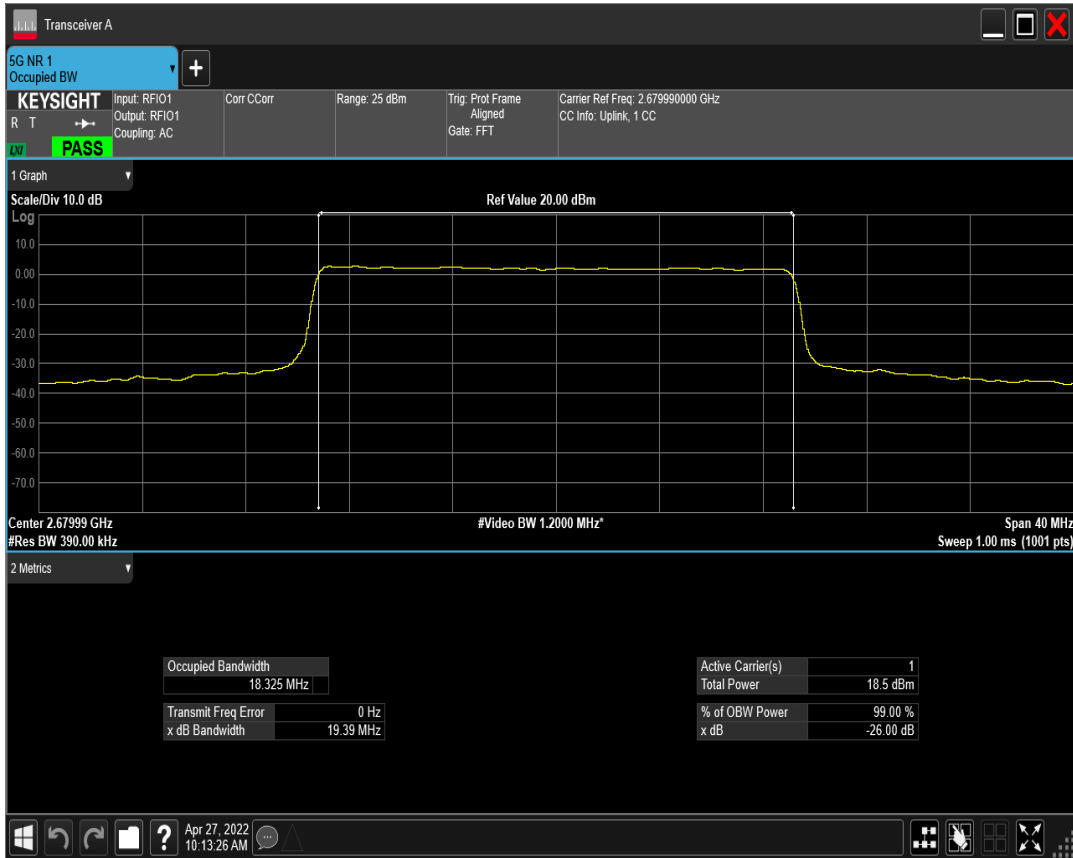 Transceiver A
5G NR 1
Occupied BW
KEYSIGHT
R T
LXI
PASS
Input: RFIO1
Output: RFIO1
Coupling: AC
Corr CCorr
Range: 25 dBm
Trig: Prot Frame
Aligned
Gate: FFT
Carrier Ref Freq: 2.679990000 GHz
CC Info: Uplink, 1 CC
1 Graph
Scale/Div 10.0 dB
Ref Value 20.00 dBm
Log
10.0
0.00
-10.0
-20.0
-30.0
-40.0
-50.0
-60.0
-70.0
Center 2.67999 GHz
#Video BW 1.2000 MHz*
Span 40 MHz
#Res BW 390.00 kHz
Sweep 1.00 ms (1001 pts)
2 Metrics
Occupied Bandwidth
18.325 MHz
Transmit Freq Error 0 Hz
x dB Bandwidth 19.39 MHz
Active Carrier(s) 1
Total Power 18.5 dBm
% of OBW Power 99.00 %
x dB -26.00 dB
?
Apr 27, 2022
10:13:26 AM